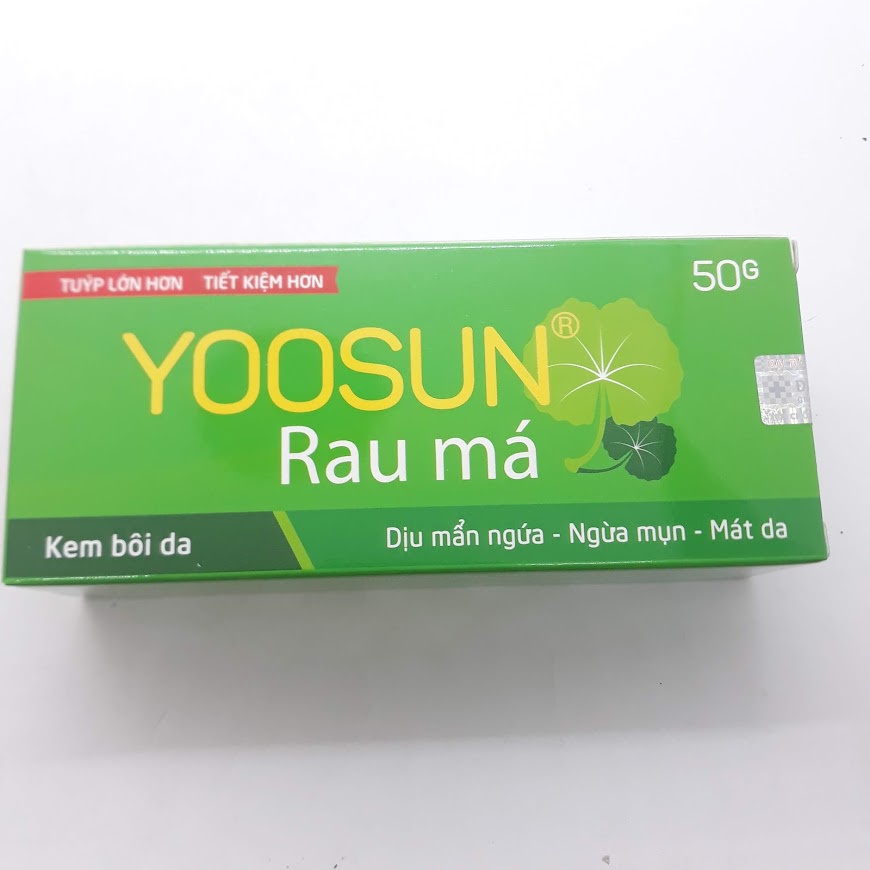 TUÝP LỚN HƠN TIẾT KIỆM HƠN
50G
YOOSUN®
Rau má
Kem bôi da
Dịu mẩn ngứa - Ngừa mụn - Mát da